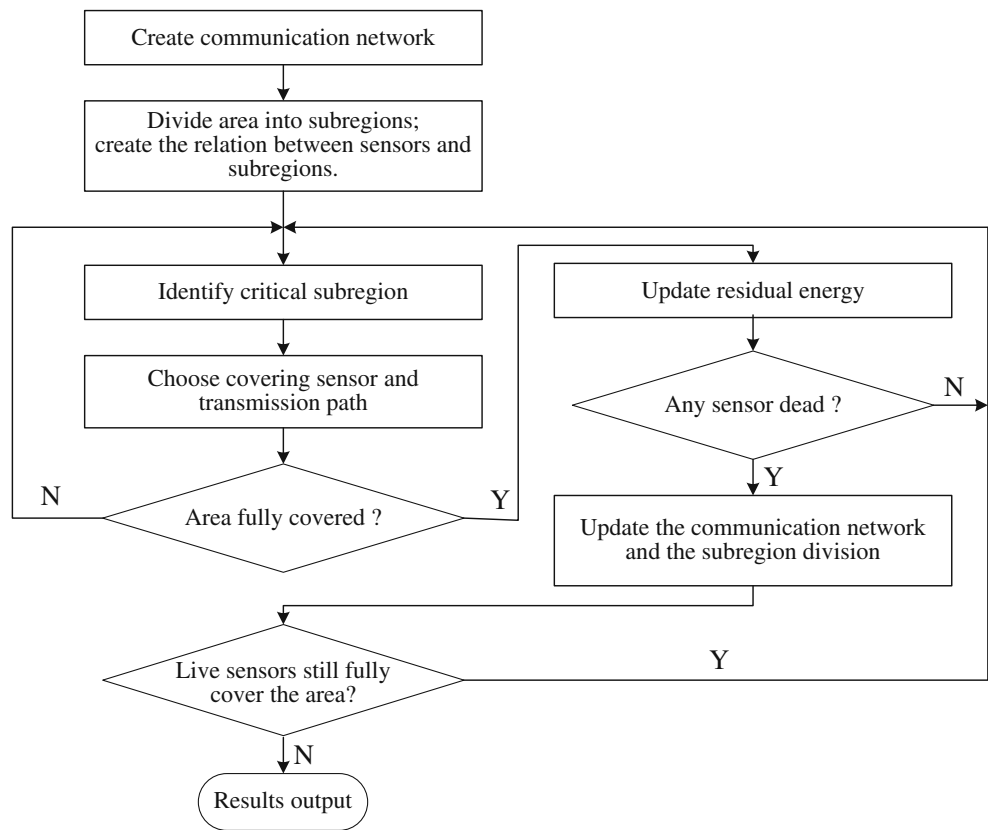 Create communication network
Divide area into subregions;
create the relation between sensors and
subregions.
Identify critical subregion
Choose covering sensor and
transmission path
N
Area fully covered ?
Y
Update residual energy
Any sensor dead ?
N
Y
Update the communication network
and the subregion division
Live sensors still fully
cover the area?
Y
N
Results output